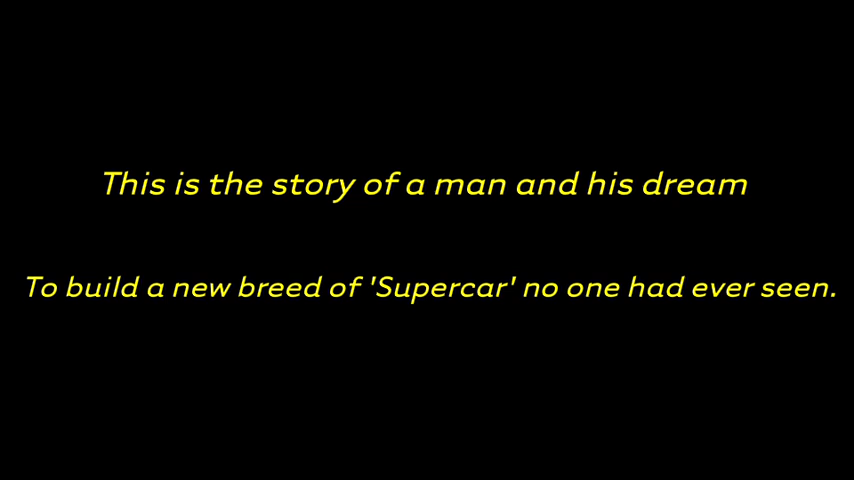 This is the story of a man and his dream
To build a new breed of 'Supercar' no one had ever seen.